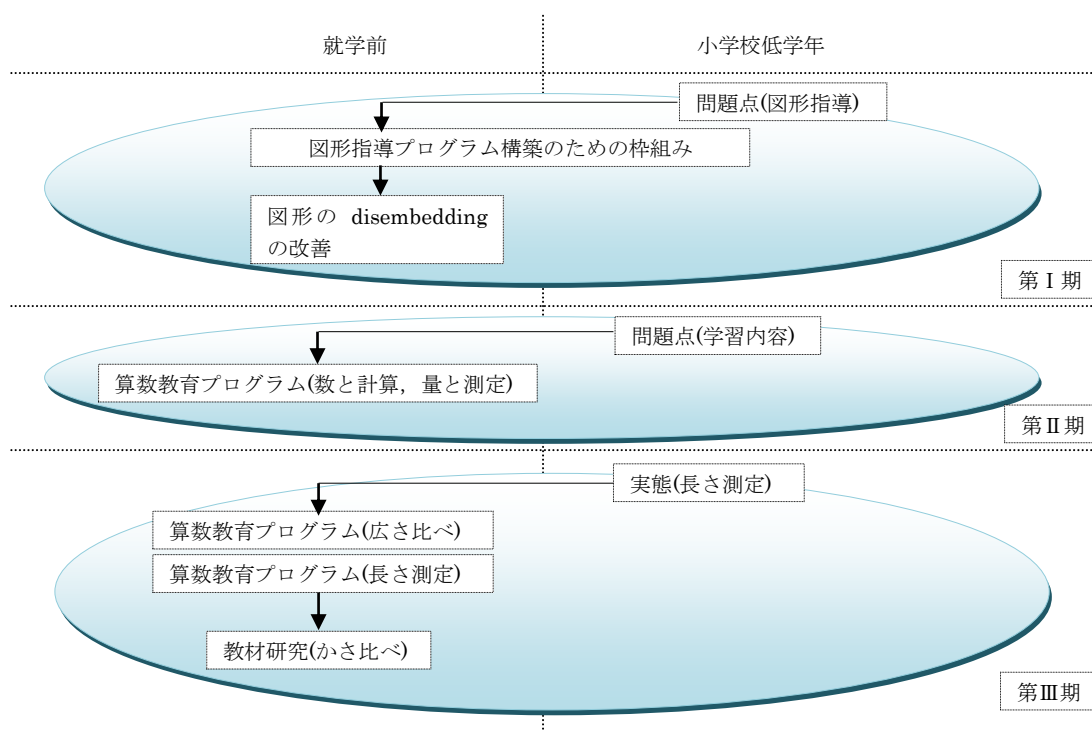 就学前
小学校低学年
問題点(図形指導)
図形指導プログラム構築のための枠組み
図形の disembedding
の改善
第Ⅰ期
問題点(学習内容)
算数教育プログラム(数と計算，量と測定)
第Ⅱ期
実態(長さ測定)
算数教育プログラム(広さ比べ)
算数教育プログラム(長さ測定)
教材研究(かさ比べ)
第Ⅲ期